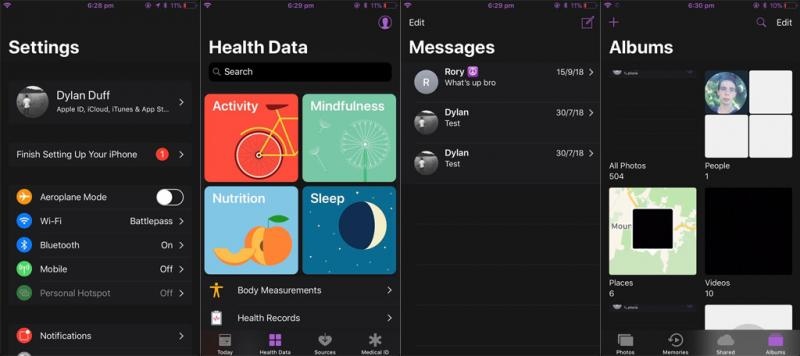 6:28 pm
11%
Settings
Dylan Duff
Apple ID, iCloud, iTunes & App St...
Finish Setting Up Your iPhone
1
Aeroplane Mode
Wi-Fi
Battlepass
Bluetooth
On
Mobile
Off
Personal Hotspot
Off
Notifications
6:29 pm
11%
Health Data
Search
Activity
Mindfulness
Nutrition
Sleep
Body Measurements
Health Records
Today
Health Data
Sources
Medical ID
6:29 pm
11%
Edit
Messages
R
Rory
15/9/18
What's up bro
Dylan
30/7/18
Test
Dylan
30/7/18
Test
6:30 pm
10%
Edit
Albums
All Photos
504
People
1
Mour
Places
6
Videos
10
Photos
Memories
Shared
Albums